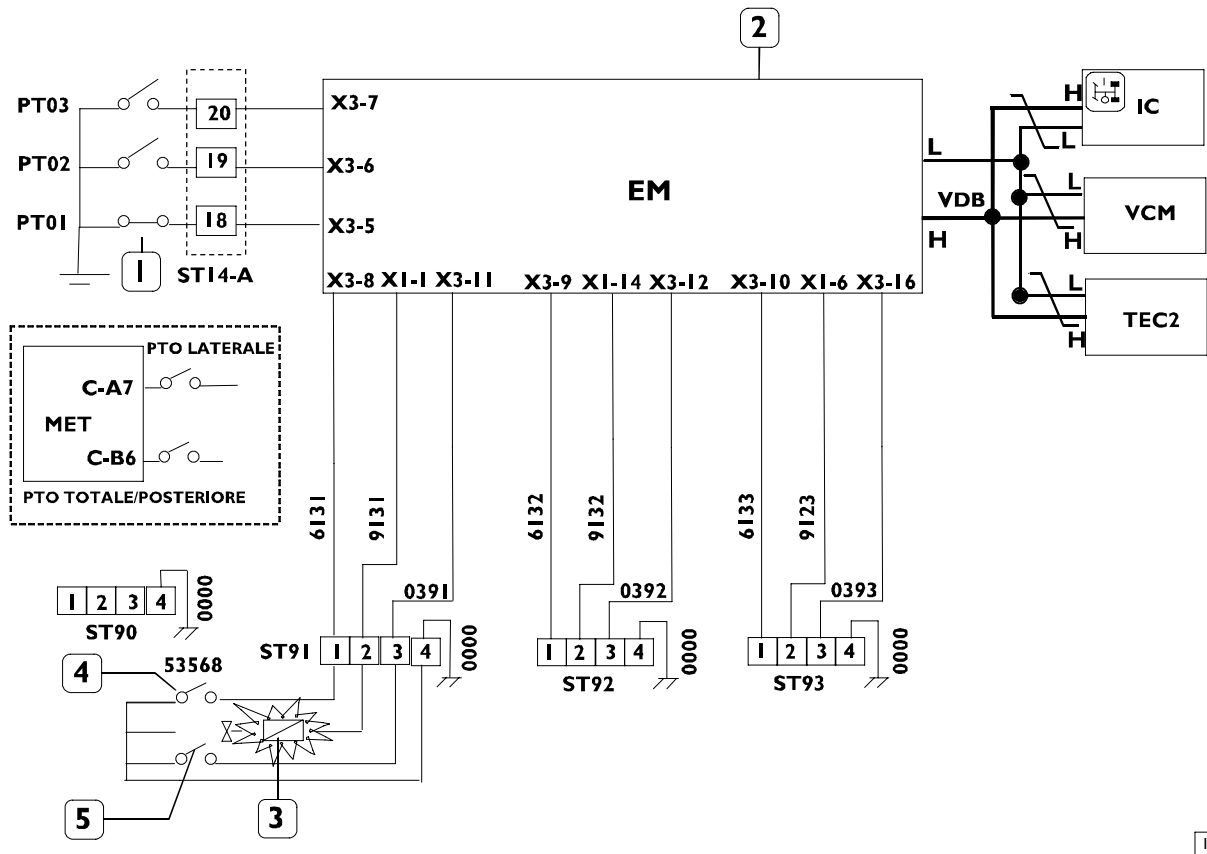 2
PT03
20
X3-7
H
IC
L
PT02
19
X3-6
L
EM
L
VCM
VDB
H
H
PT01
18
X3-5
1
ST14-A
X3-8 X1-1 X3-11 X3-9 X1-14 X3-12 X3-10 X1-6 X3-16
L
TEC2
H
PTO LATERALE
C-A7
MET
C-B6
PTO TOTALE/POSTERIORE
6131
9131
6132
9132
6133
9123
0391
0392
0393
1 2 3 4
0000
ST90
ST91
1 2 3 4
0000
1 2 3 4
0000
ST92
1 2 3 4
0000
ST93
4
53568
5
3